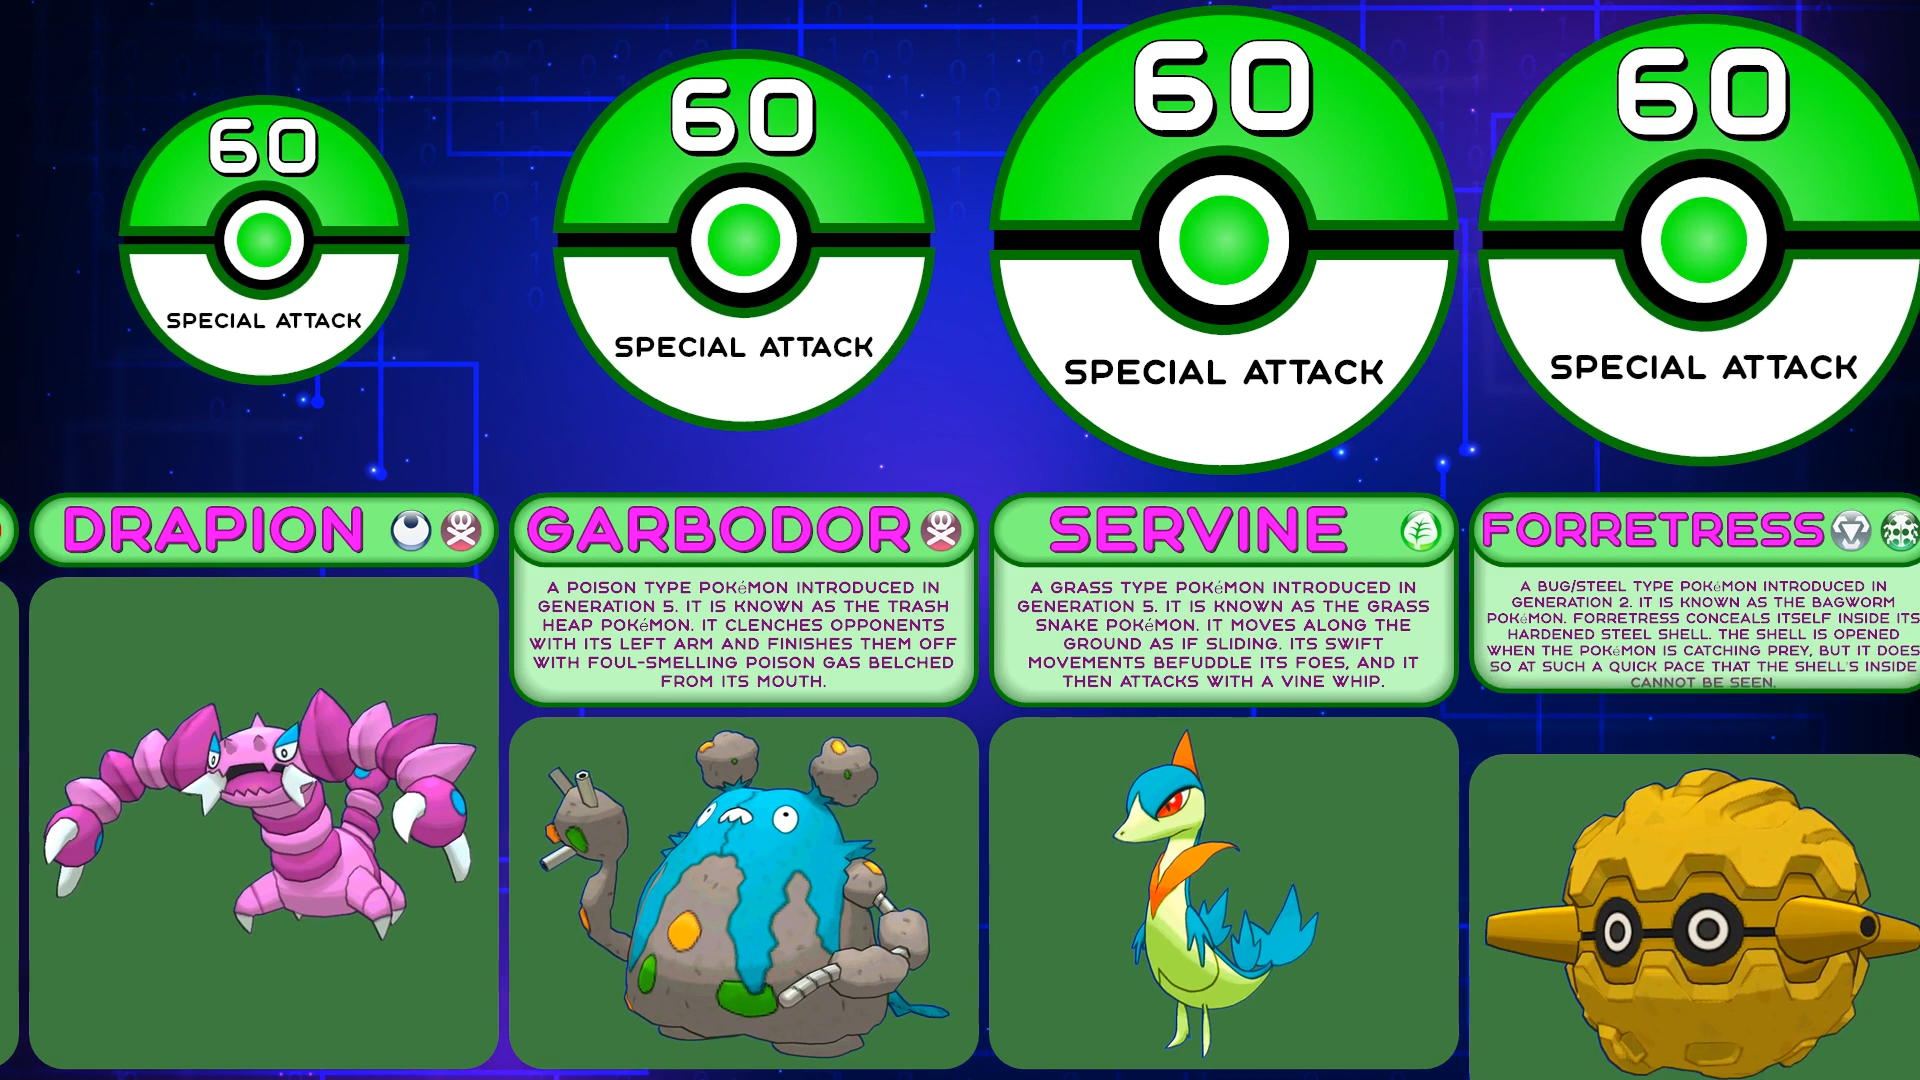 60
SPECIAL ATTACK
60
SPECIAL ATTACK
60
SPECIAL ATTACK
60
SPECIAL ATTACK
DRAPION
GARBODOR
A POISON TYPE POKéMON INTRODUCED IN
GENERATION 5. IT IS KNOWN AS THE TRASH
HEAP POKéMON. IT CLENCHES OPPONENTS
WITH ITS LEFT ARM AND FINISHES THEM OFF
WITH FOUL-SMELLING POISON GAS BELCHED
FROM ITS MOUTH.
SERVINE
A GRASS TYPE POKéMON INTRODUCED IN
GENERATION 5. IT IS KNOWN AS THE GRASS
SNAKE POKéMON. IT MOVES ALONG THE
GROUND AS IF SLIDING. ITS SWIFT
MOVEMENTS BEFUDDLE ITS FOES, AND IT
THEN ATTACKS WITH A VINE WHIP.
FORRETRESS
A BUG/STEEL TYPE POKéMON INTRODUCED IN
GENERATION 2. IT IS KNOWN AS THE BAGWORM
POKéMON. FORRETRESS CONCEALS ITSELF INSIDE ITS
HARDENED STEEL SHELL. THE SHELL IS OPENED
WHEN THE POKéMON IS CATCHING PREY, BUT IT DOES
SO AT SUCH A QUICK PACE THAT THE SHELL'S INSIDE
CANNOT BE SEEN.